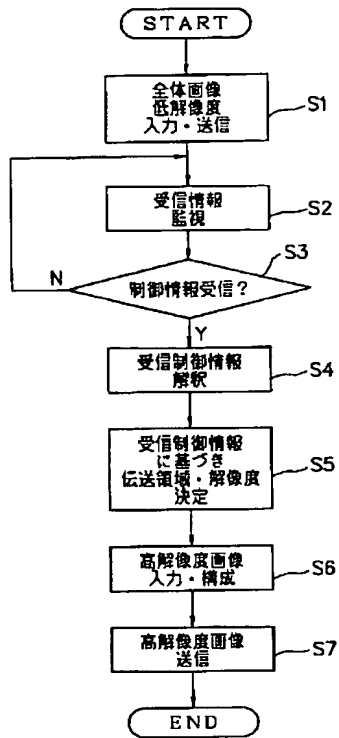 START
全体画像
低解像度
入力・送信
S1
受信情報
監視
S2
S3
N
制御情報受信?
Y
受信制御情報
解釈
S4
受信制御情報
に基づき
伝送領域・解像度
決定
S5
高解像度画像
入力・構成
S6
高解像度画像
送信
S7
END